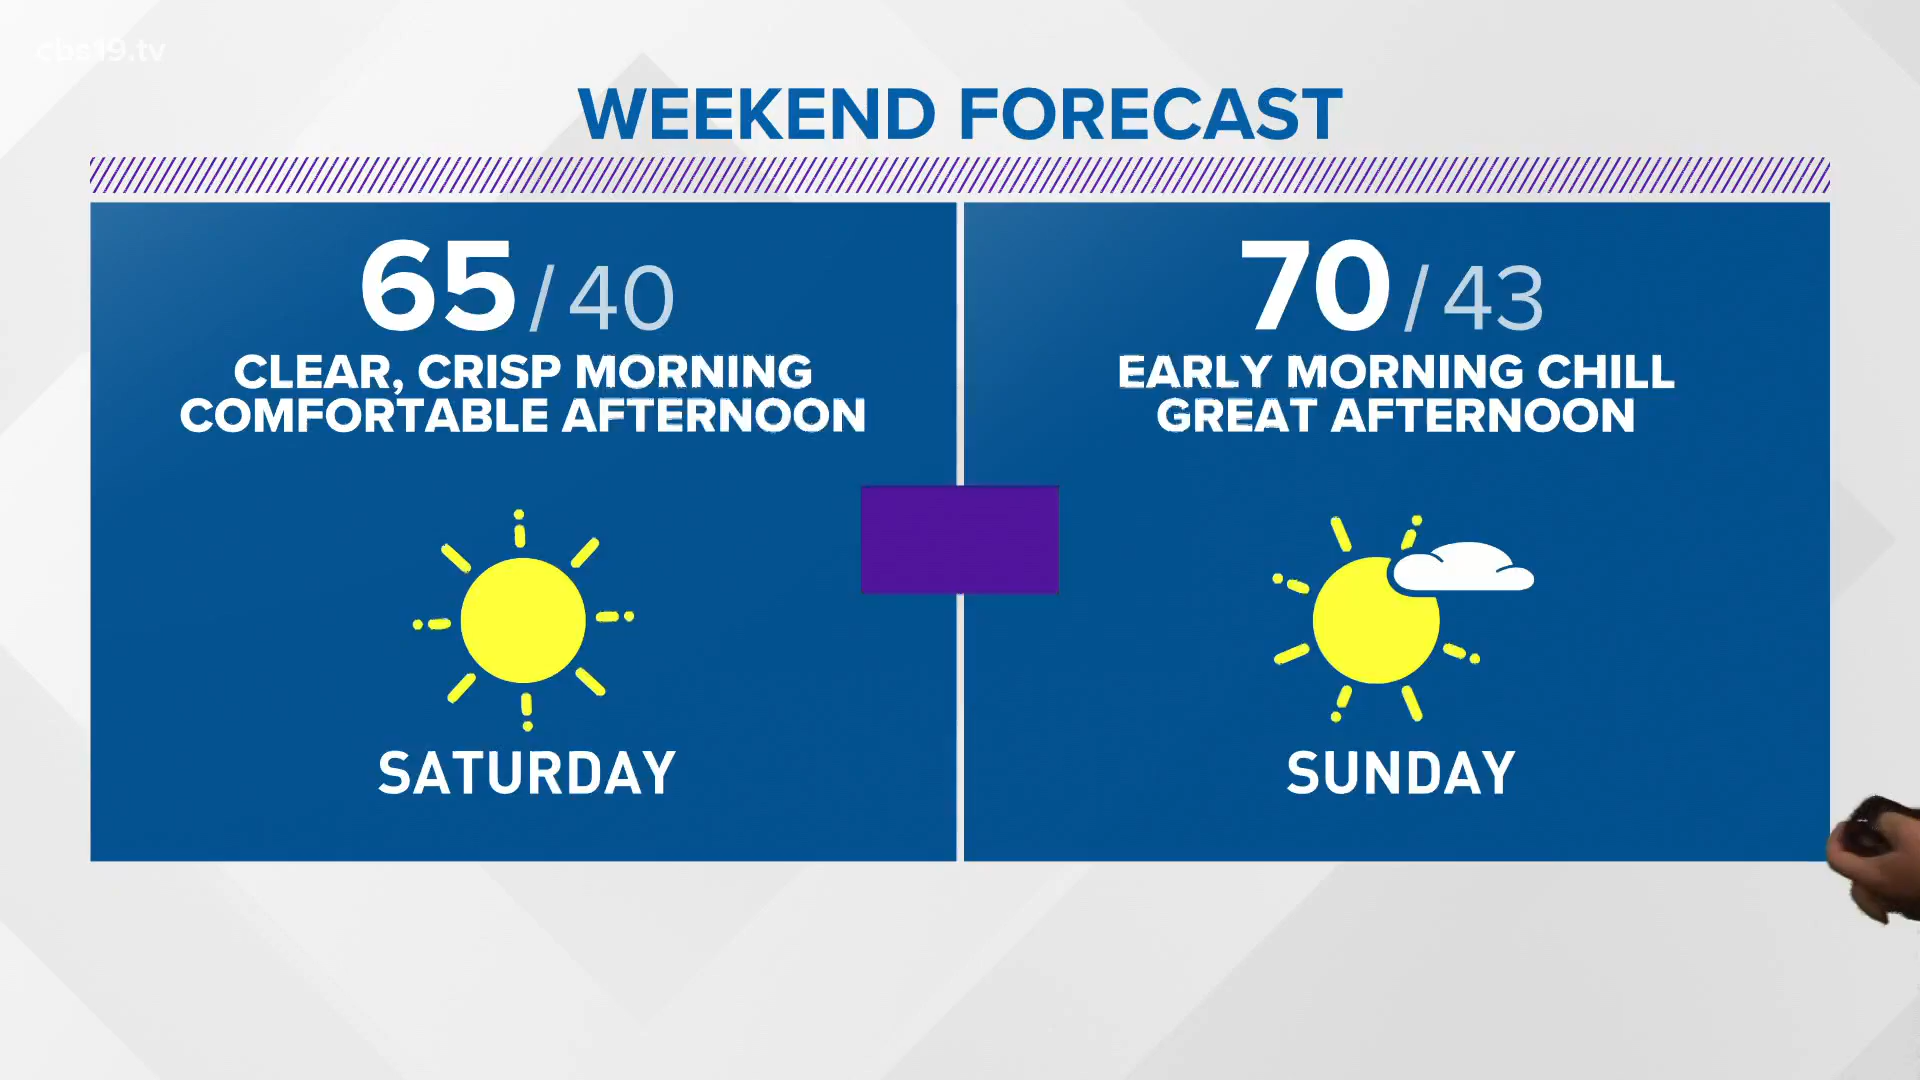 cbs19.tv
WEEKEND FORECAST
65/40
CLEAR, CRISP MORNING
COMFORTABLE AFTERNOON
SATURDAY
70/43
EARLY MORNING CHILL
GREAT AFTERNOON
SUNDAY